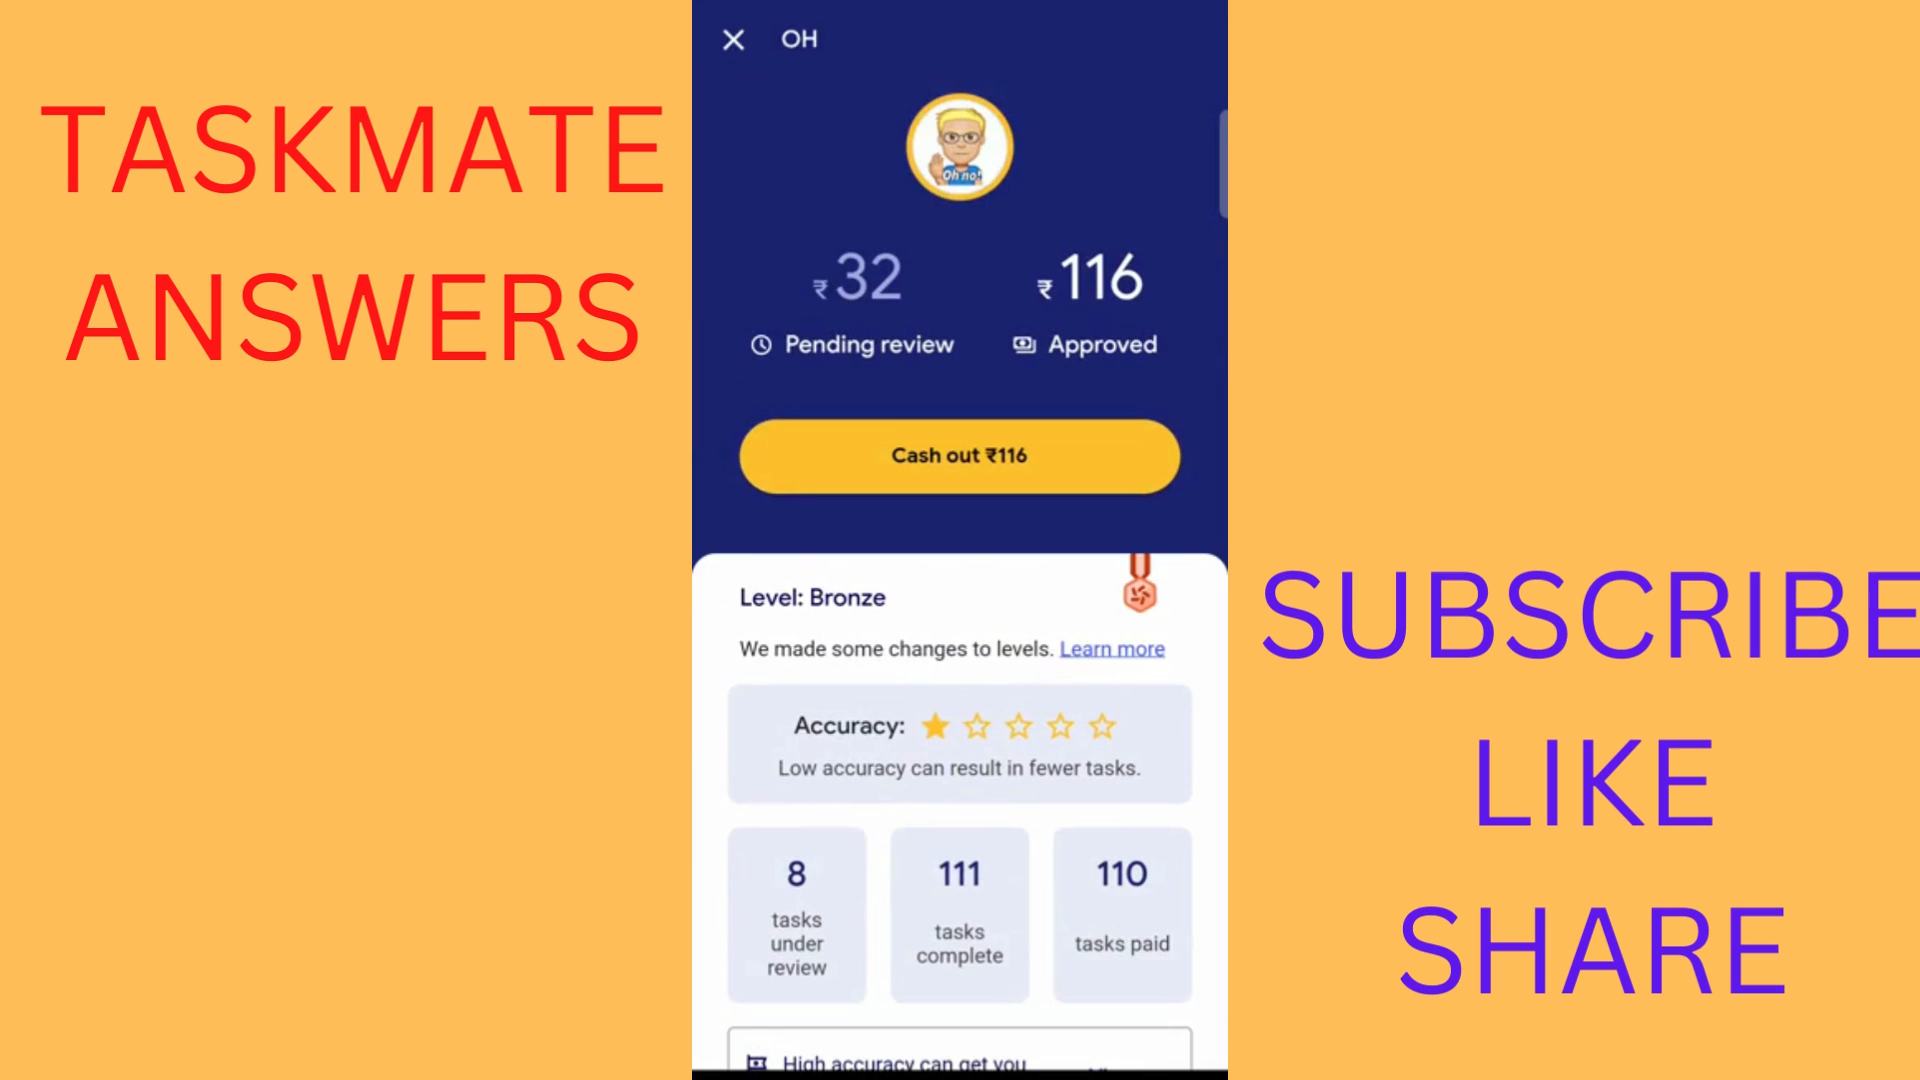 TASKMATE
ANSWERS
OH
Oh no!
₹32
₹116
Pending review
Approved
Cash out ₹116
Level: Bronze
We made some changes to levels. Learn more
Accuracy:
Low accuracy can result in fewer tasks.
8
tasks
under
review
111
tasks
complete
110
tasks paid
High accuracy can get you
SUBSCRIBE
LIKE
SHARE